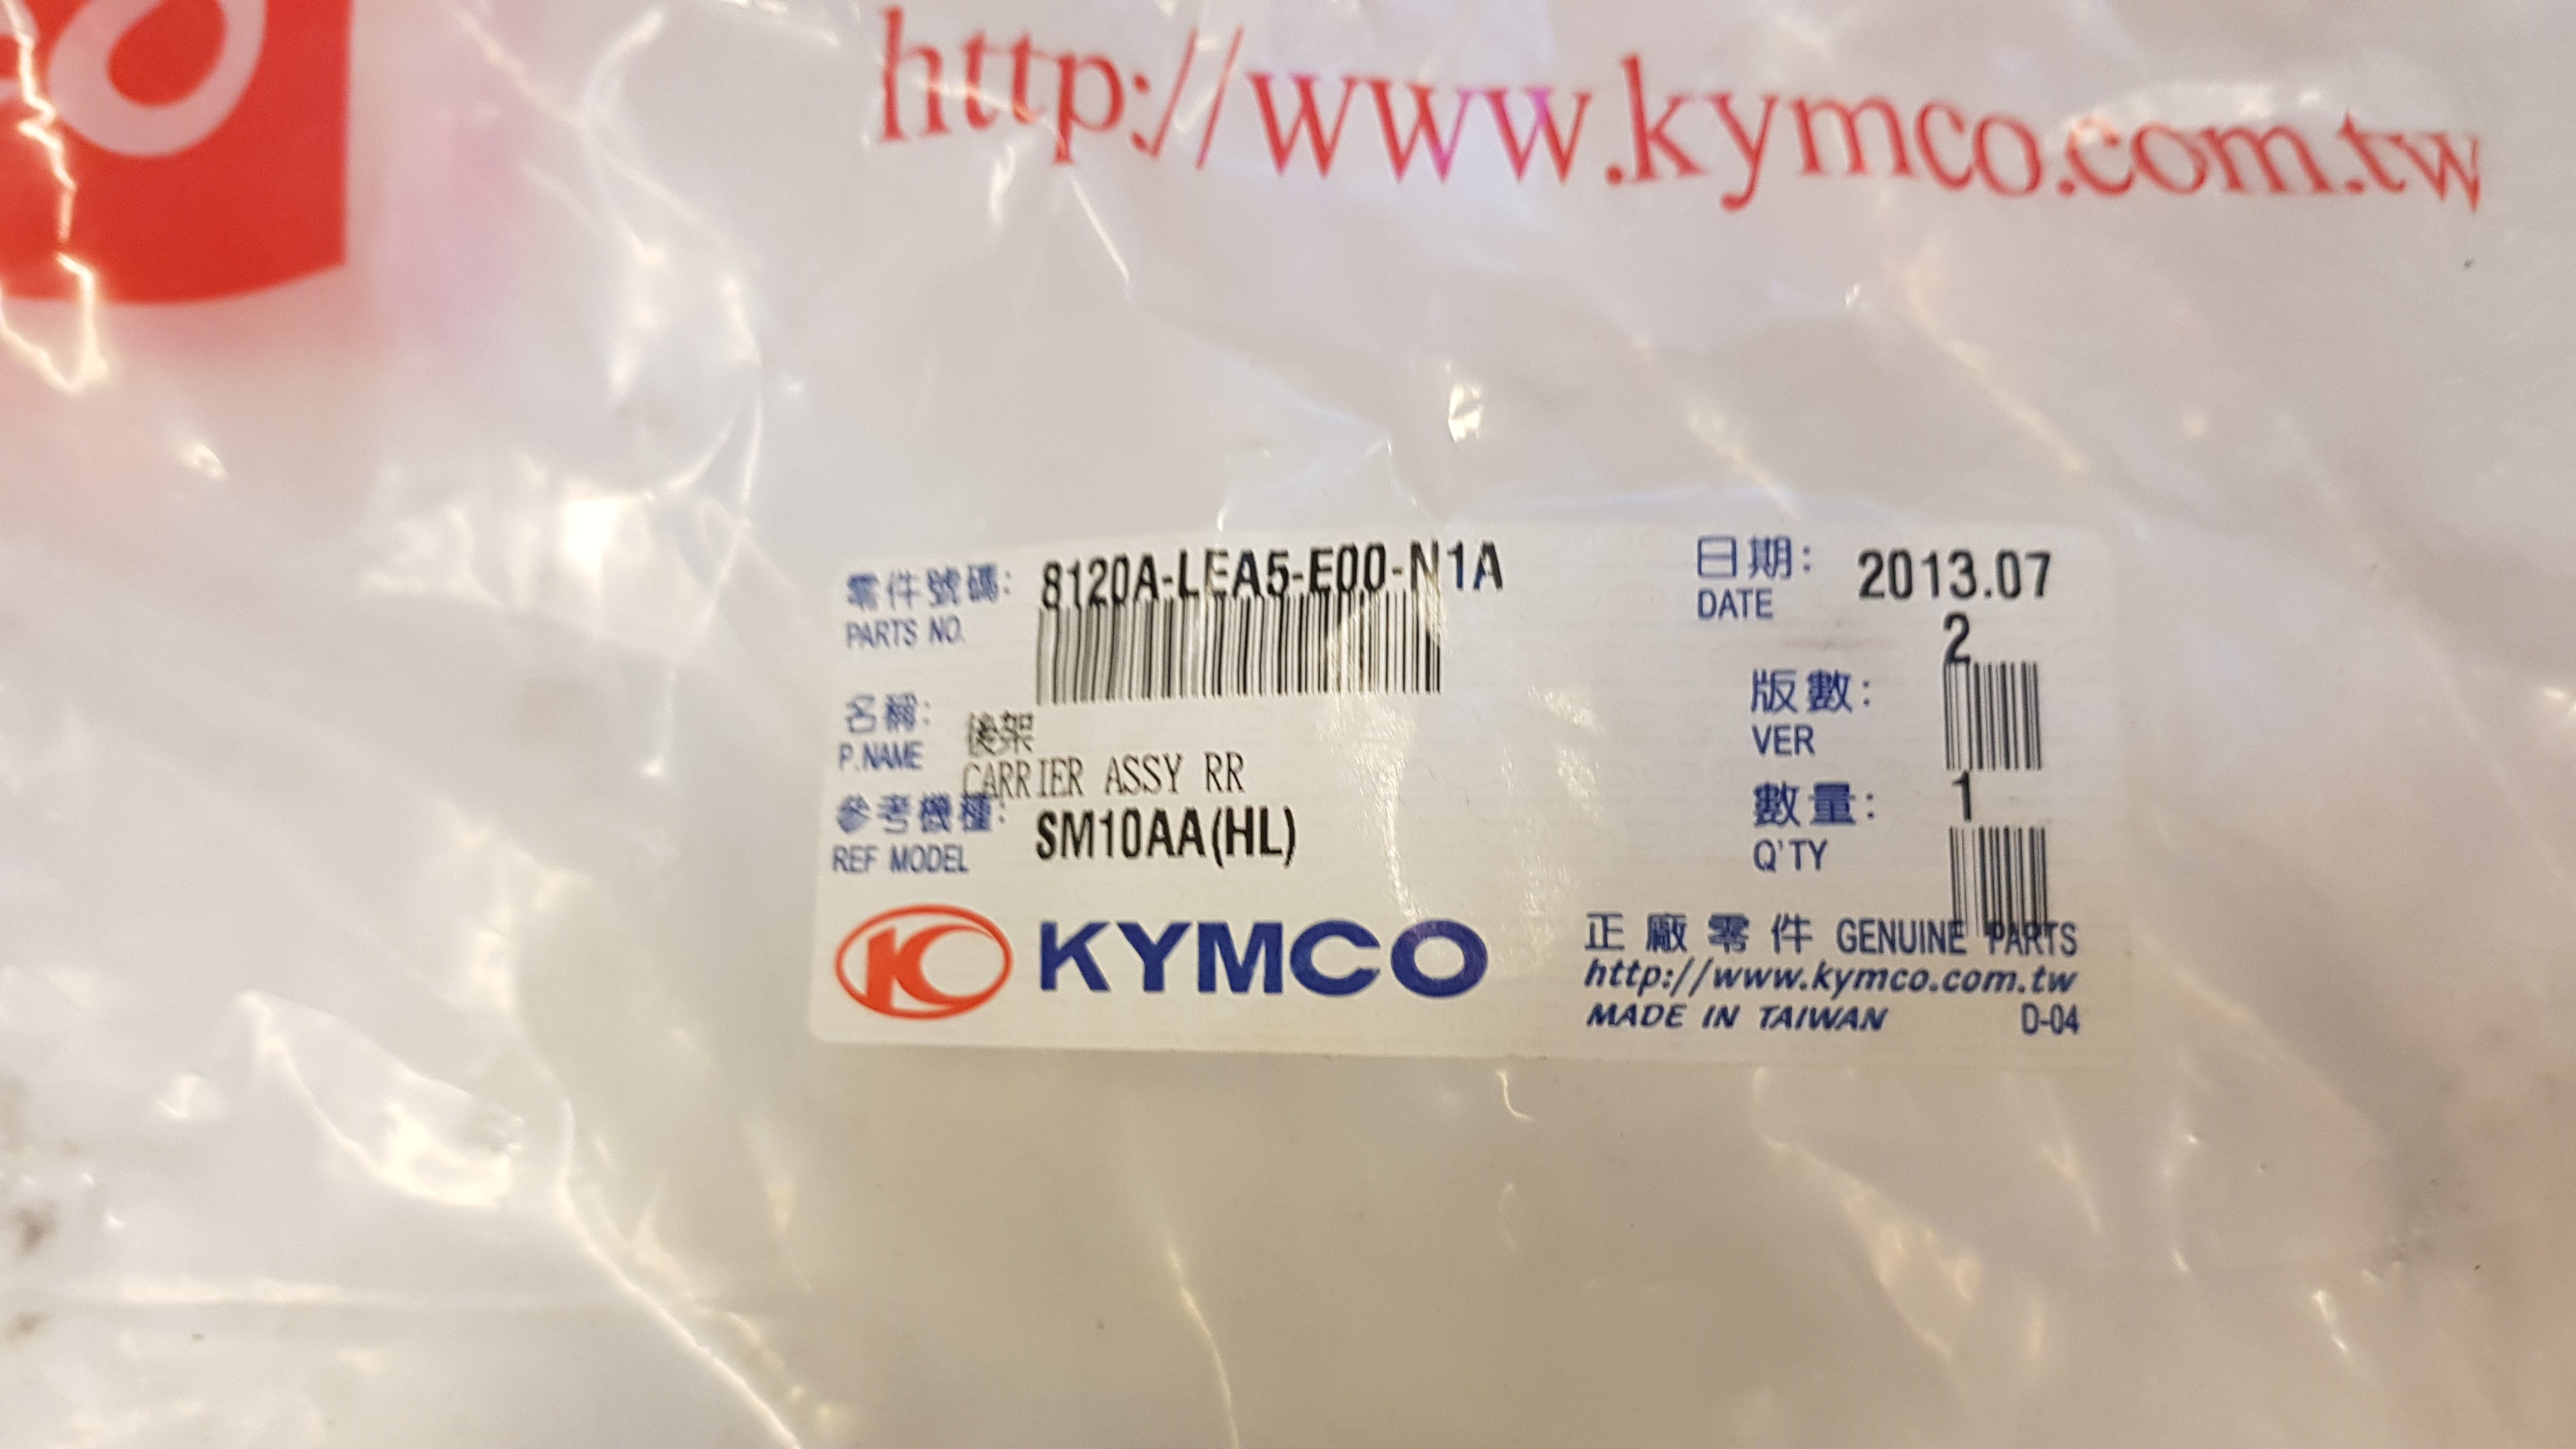 http://www.kymco.com.tw
零件號碼: 8120A-LEA5-E00-N1A
PARTS NO.
日期: 2013.07
DATE
2
版數:
VER
名稱: 後架
P.NAME
CARRIER ASSY RR
數量: 1
Q'TY
參考機種: SM10AA(HL)
REF MODEL
KYMCO
正廠零件 GENUINE PARTS
http://www.kymco.com.tw
MADE IN TAIWAN D-04